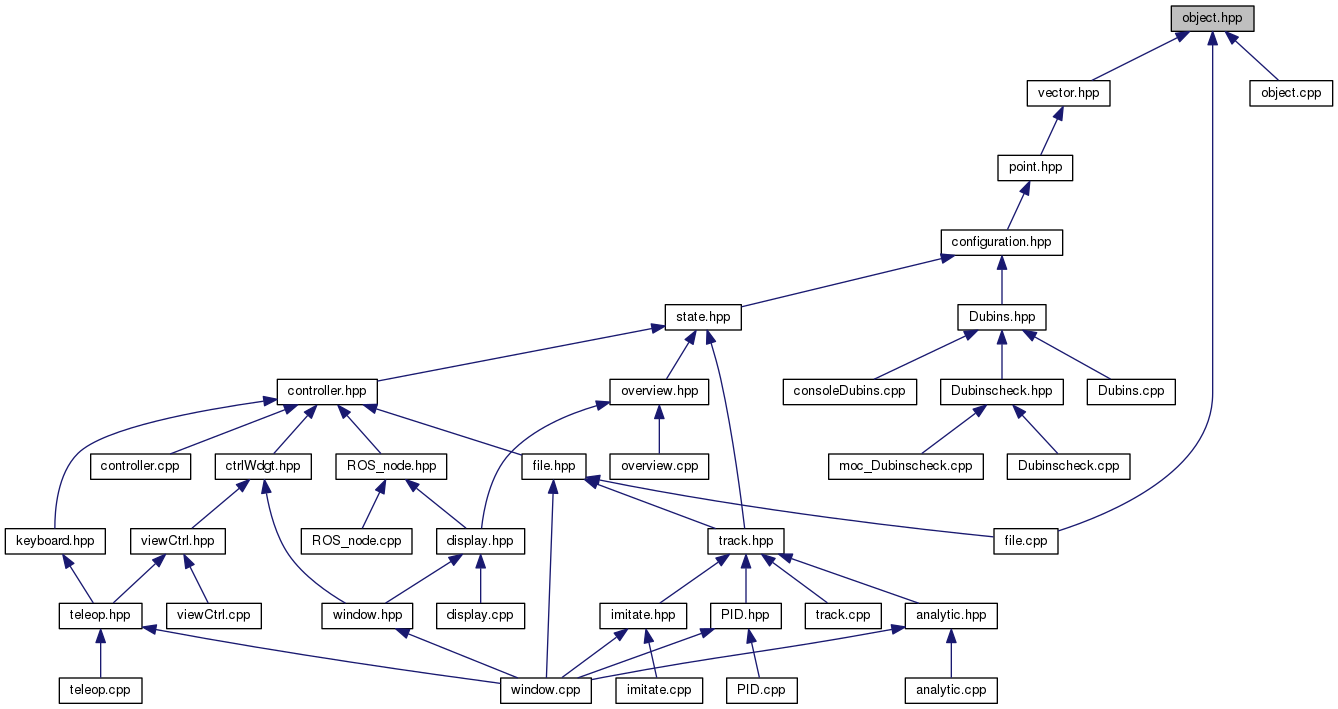 object.hpp
vector.hpp
object.cpp
point.hpp
configuration.hpp
state.hpp
Dubins.hpp
controller.hpp
overview.hpp
consoleDubins.cpp
Dubinscheck.hpp
Dubins.cpp
controller.cpp
ctrlWdgt.hpp
ROS_node.hpp
file.hpp
overview.cpp
moc_Dubinscheck.cpp
Dubinscheck.cpp
keyboard.hpp
viewCtrl.hpp
ROS_node.cpp
display.hpp
track.hpp
file.cpp
teleop.hpp
viewCtrl.cpp
window.hpp
display.cpp
imitate.hpp
PID.hpp
track.cpp
analytic.hpp
teleop.cpp
window.cpp
imitate.cpp
PID.cpp
analytic.cpp